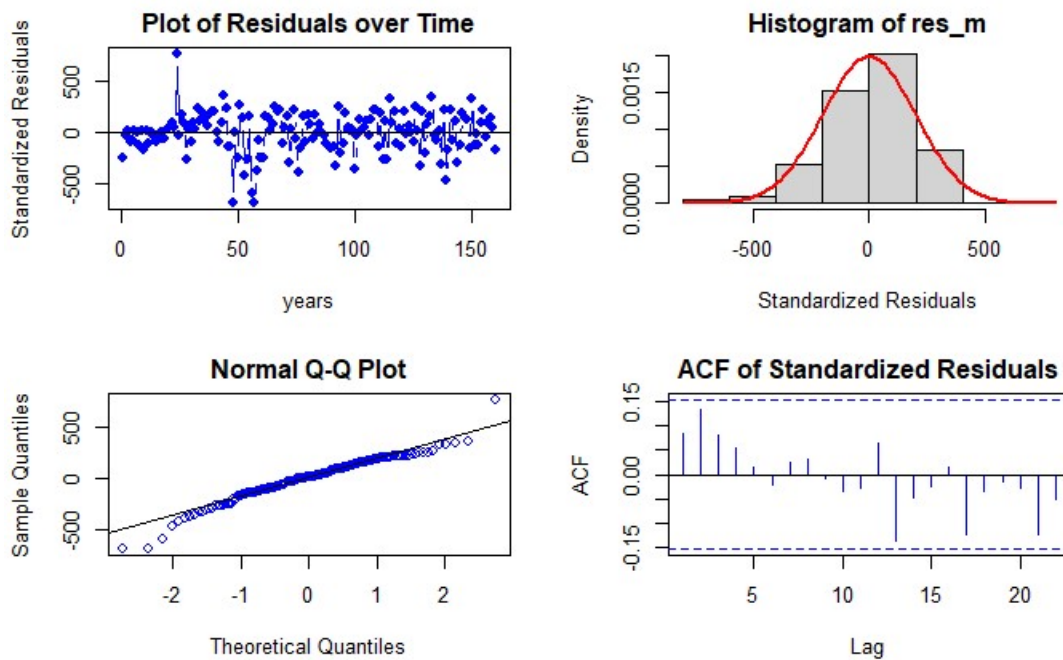 Plot of Residuals over Time
Standardized Residuals
500
0
-500
0
50
100
150
years
Histogram of res_m
Density
0.0015
0.0000
-500
0
500
Standardized Residuals
Normal Q-Q Plot
Sample Quantiles
500
0
-500
-2
-1
0
1
2
Theoretical Quantiles
ACF of Standardized Residuals
ACF
0.15
0.00
-0.15
5
10
15
20
Lag